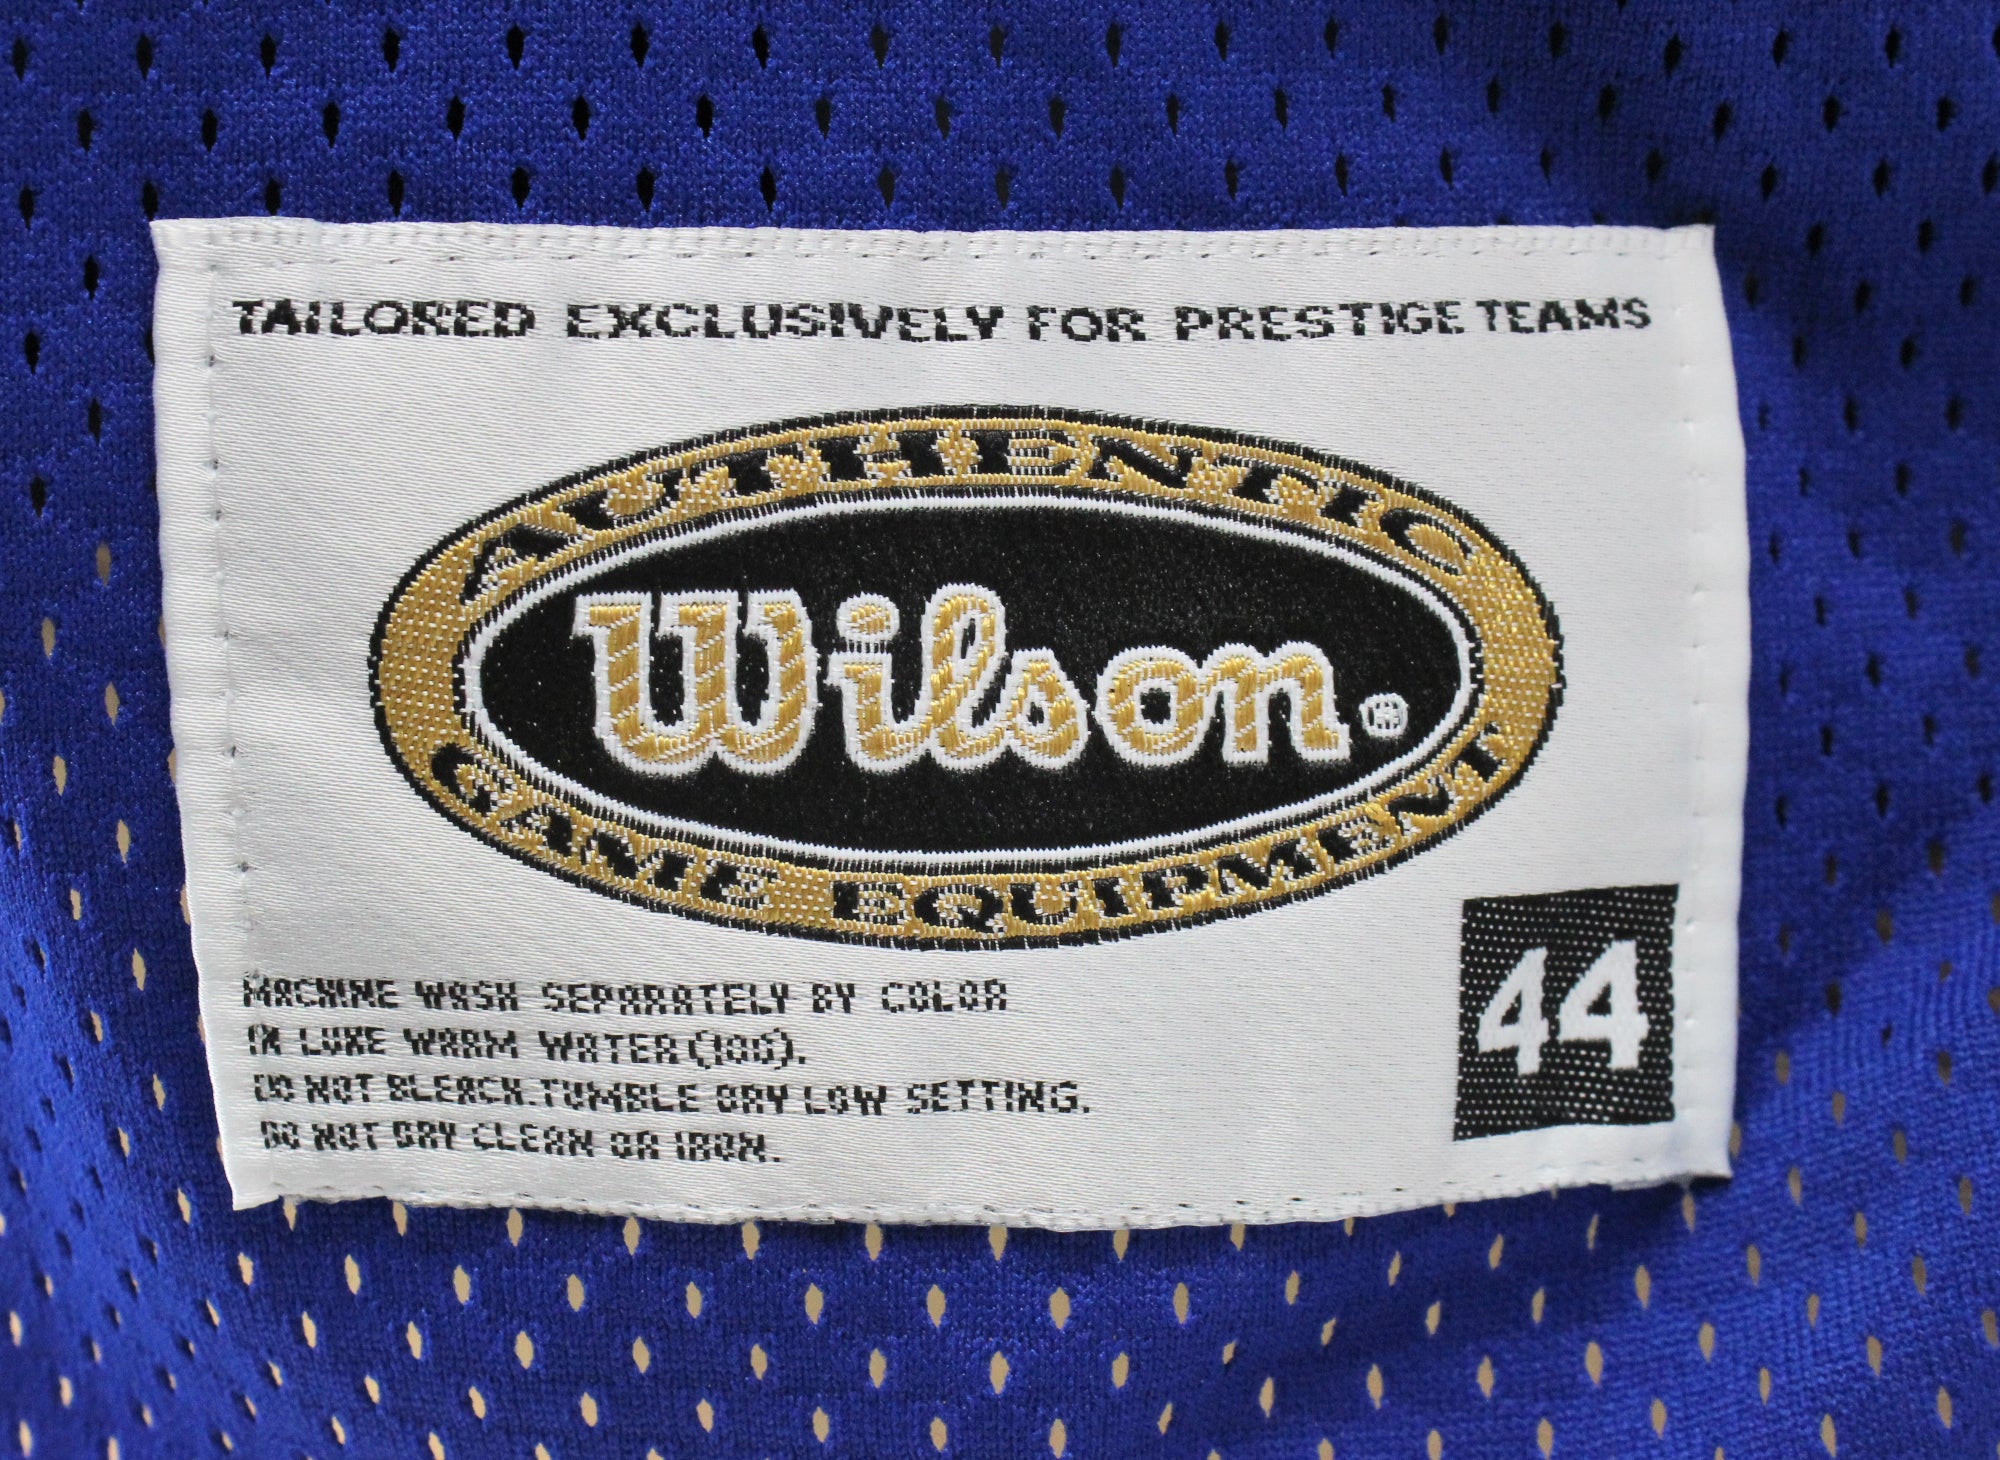 TAILORED EXCLUSIVELY FOR PRESTIGE TEAMS
AUTHENTIC
Wilson®
GAME EQUIPMENT
44
MACHINE WASH SEPARATELY BY COLOR
IN LUKE WARM WATER(100).
DO NOT BLEACH.TUMBLE DRY LOW SETTING.
DO NOT DRY CLEAN OR IRON.